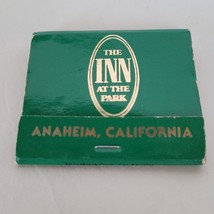 THE
INN
AT THE
PARK
ANAHEIM, CALIFORNIA